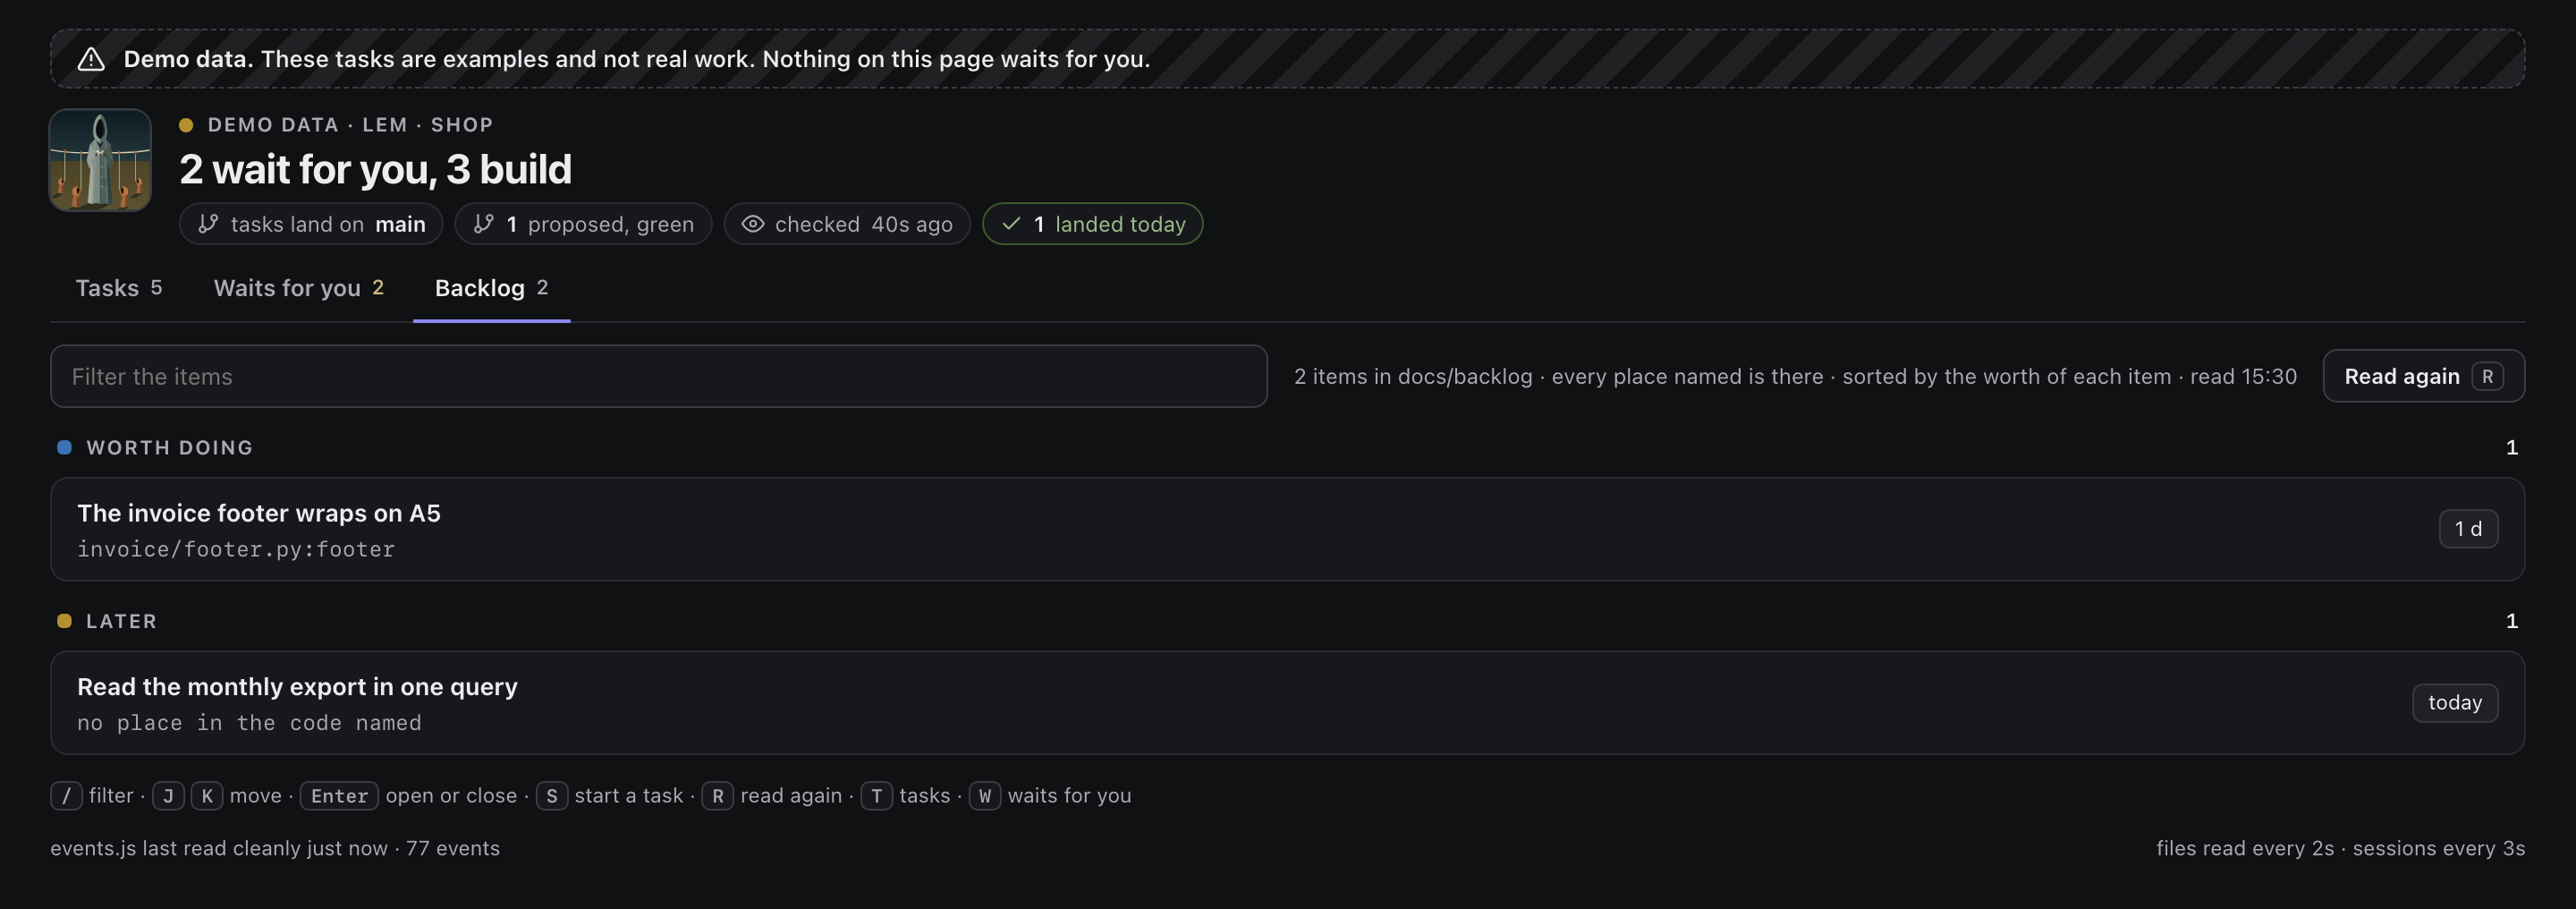 Demo data. These tasks are examples and not real work. Nothing on this page waits for you.
DEMO DATA · LEM · SHOP
2 wait for you, 3 build
tasks land on main
1 proposed, green
checked 40s ago
1 landed today
Tasks 5
Waits for you 2
Backlog 2
Filter the items
2 items in docs/backlog · every place named is there · sorted by the worth of each item · read 15:30
Read again R
WORTH DOING 1
The invoice footer wraps on A5
invoice/footer.py:footer
1 d
LATER 1
Read the monthly export in one query
no place in the code named
today
/ filter · J K move · Enter open or close · S start a task · R read again · T tasks · W waits for you
events.js last read cleanly just now · 77 events
files read every 2s · sessions every 3s